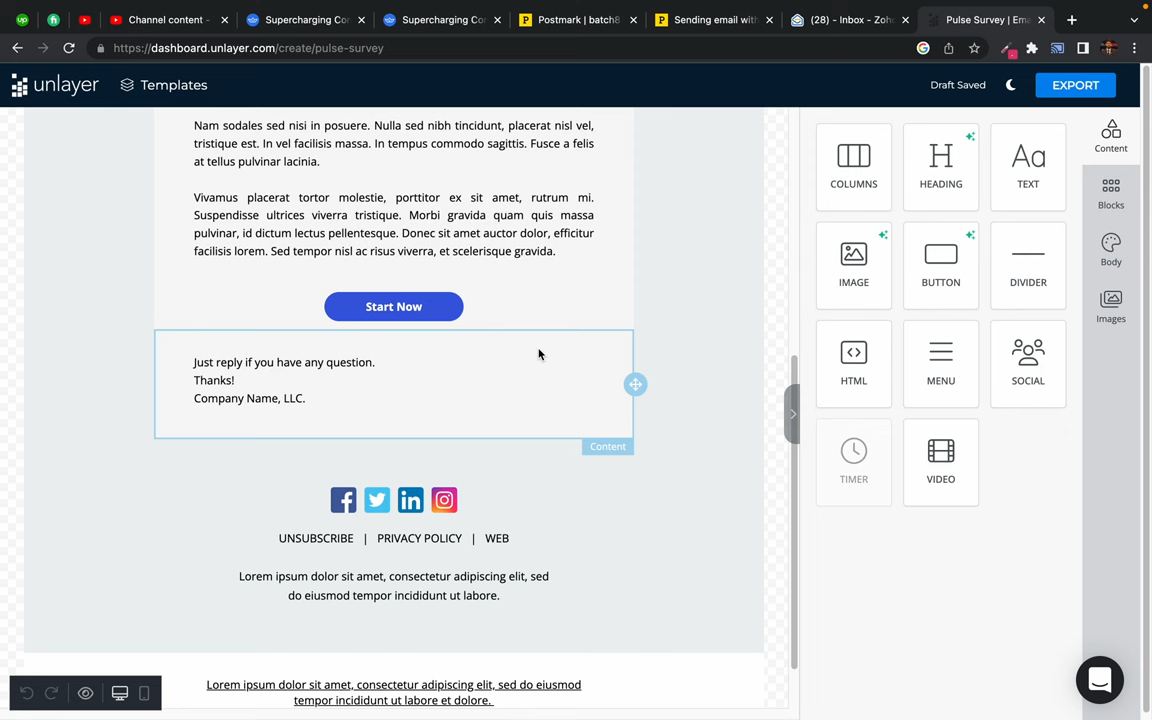 Channel content -
Supercharging Co
Supercharging Co
Postmark | batch8
Sending email with
(28) - Inbox - Zoh
Pulse Survey | Ema
https://dashboard.unlayer.com/create/pulse-survey
unlayer
Templates
Draft Saved
EXPORT
Nam sodales sed nisi in posuere. Nulla sed nibh tincidunt, placerat nisl vel,
tristique est. In vel facilisis massa. In tempus commodo sagittis. Fusce a felis
at tellus pulvinar lacinia.
Vivamus placerat tortor molestie, porttitor ex sit amet, rutrum mi.
Suspendisse ultrices viverra tristique. Morbi gravida quam quis massa
pulvinar, id dictum lectus pellentesque. Donec sit amet auctor dolor, efficitur
facilisis lorem. Sed tempor nisl ac risus viverra, et scelerisque gravida.
Start Now
Just reply if you have any question.
Thanks!
Company Name, LLC.
Content
UNSUBSCRIBE | PRIVACY POLICY | WEB
Lorem ipsum dolor sit amet, consectetur adipiscing elit, sed
do eiusmod tempor incididunt ut labore.
Lorem ipsum dolor sit amet, consectetur adipiscing elit, sed do eiusmod
tempor incididunt ut labore et dolore.
COLUMNS
HEADING
TEXT
IMAGE
BUTTON
DIVIDER
HTML
MENU
SOCIAL
TIMER
VIDEO
Content
Blocks
Body
Images